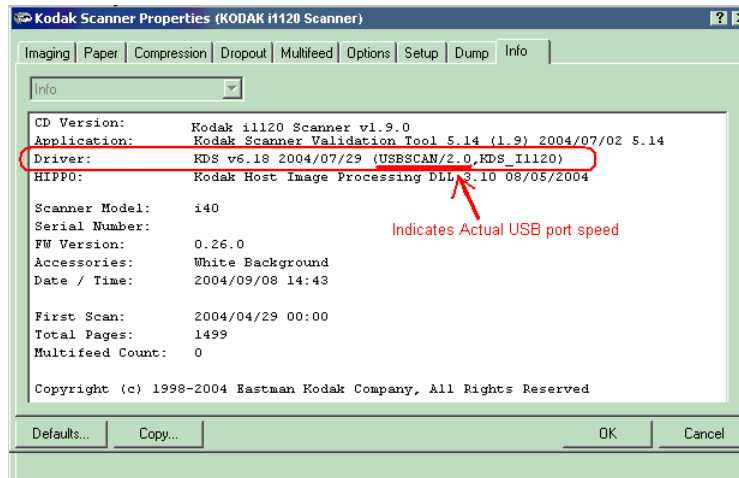 Kodak Scanner Properties (KODAK i1120 Scanner)
Imaging Paper Compression Dropout Multifeed Options Setup Dump Info
Info
CD Version: Kodak i1120 Scanner v1.9.0
Application: Kodak Scanner Validation Tool 5.14 (1.9) 2004/07/02 5.14
Driver: KDS v6.18 2004/07/29 (USBSCAN/2.0,KDS_I1120)
HIPPO: Kodak Host Image Processing DLL 3.10 08/05/2004
Scanner Model: i40
Indicates Actual USB port speed
Serial Number:
FW Version: 0.26.0
Accessories: White Background
Date / Time: 2004/09/08 14:43
First Scan: 2004/04/29 00:00
Total Pages: 1499
Multifeed Count: 0
Copyright (c) 1998-2004 Eastman Kodak Company, All Rights Reserved
Defaults... Copy... OK Cancel